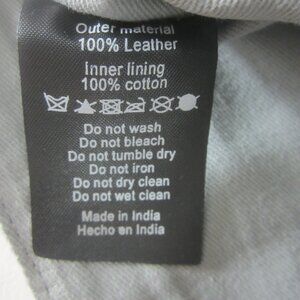 Outer material
100% Leather
Inner lining
100% cotton
Do not wash
Do not bleach
Do not tumble dry
Do not iron
Do not dry clean
Do not wet clean
Made in India
Hecho en India